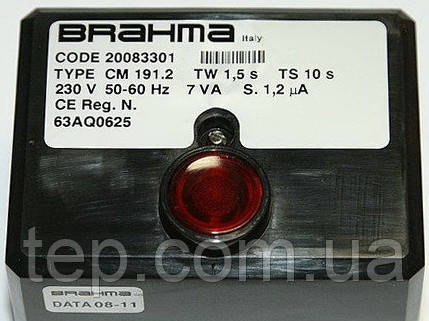 BRAHMA Italy
CODE 20083301
TYPE CM 191.2 TW 1,5 s TS 10 s
230 V 50-60 Hz 7 VA S. 1,2 µA
CE Reg. N.
63AQ0625
tep.com.ua
BRAHMA
DATA 08-11